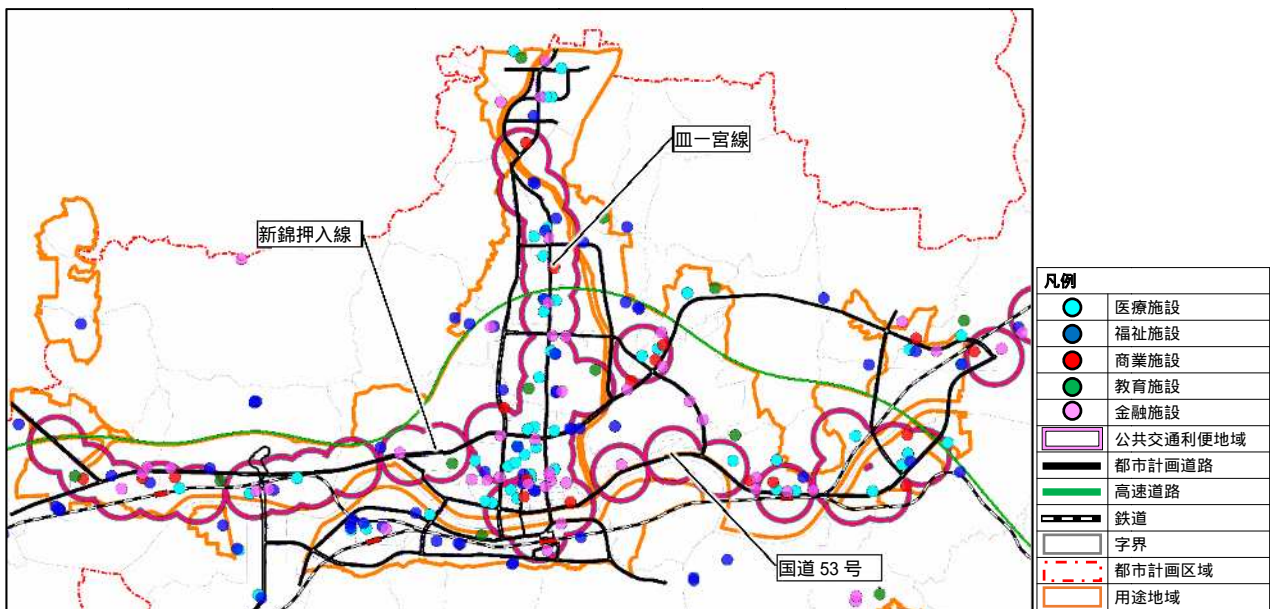 皿一宮線
新錦押入線
国道 53 号
凡例
医療施設
福祉施設
商業施設
教育施設
金融施設
公共交通利便地域
都市計画道路
高速道路
鉄道
字界
都市計画区域
用途地域